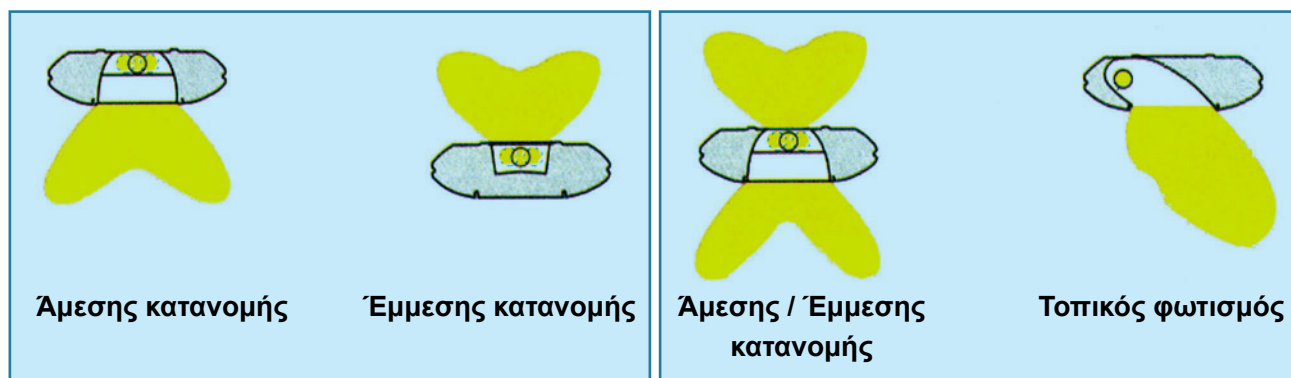 Άμεσης κατανομής
Έμμεσης κατανομής
Άμεσης / Έμμεσης
κατανομής
Τοπικός φωτισμός